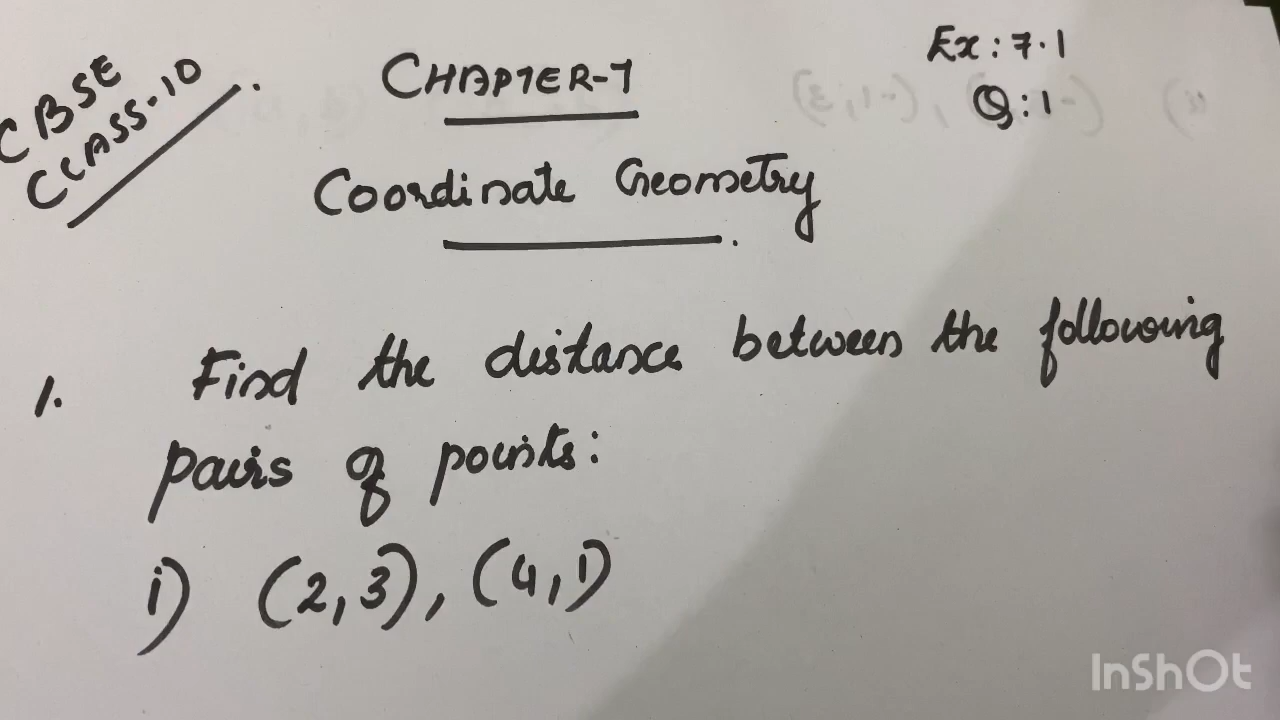 CBSE
CLASS-10
CHAPTER-7
Ex: 7.1
Q:1
Coordinate Geometry
1. Find the distance between the following
pairs of points:
i) (2,3), (4,1)
InShOt